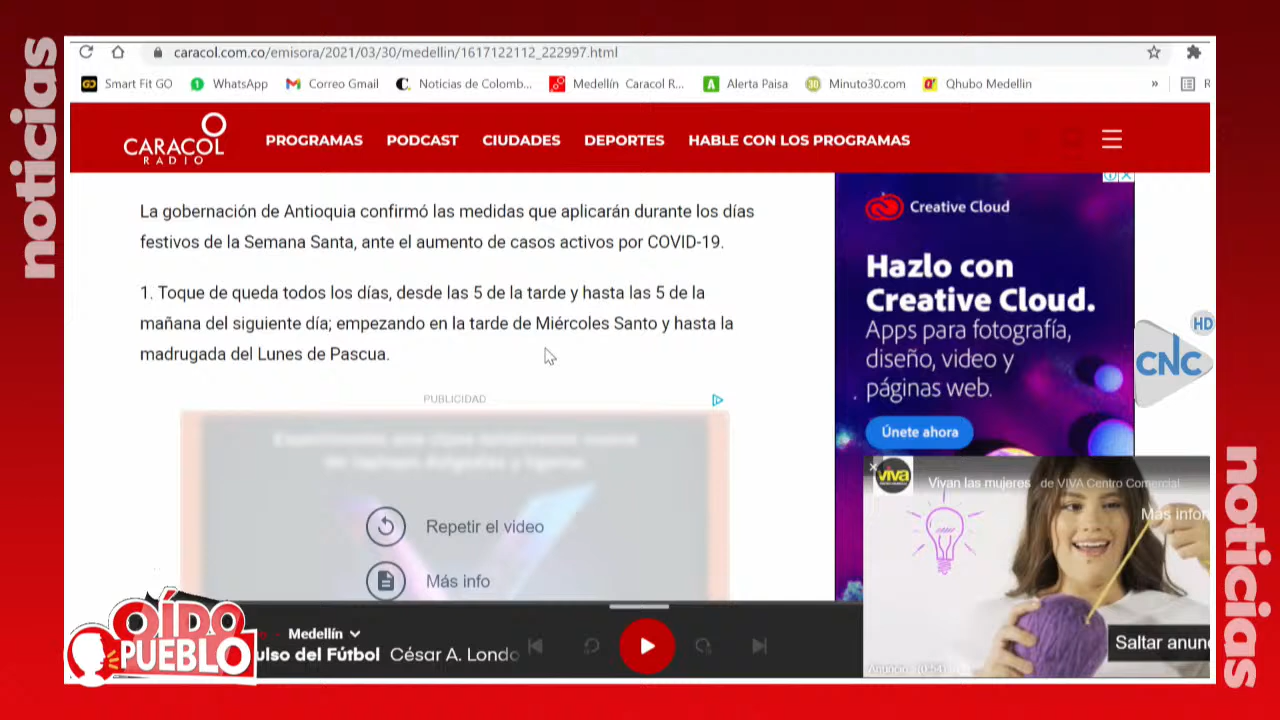 noticias
caracol.com.co/emisora/2021/03/30/medellin/1617122112_222997.html
Smart Fit GO
WhatsApp
Correo Gmail
Noticias de Colomb...
Medellín Caracol R...
Alerta Paisa
Minuto30.com
Qhubo Medellin
»
CARACOL
RADIO
PROGRAMAS
PODCAST
CIUDADES
DEPORTES
HABLE CON LOS PROGRAMAS
La gobernación de Antioquia confirmó las medidas que aplicarán durante los días
festivos de la Semana Santa, ante el aumento de casos activos por COVID-19.
1. Toque de queda todos los días, desde las 5 de la tarde y hasta las 5 de la
mañana del siguiente día; empezando en la tarde de Miércoles Santo y hasta la
madrugada del Lunes de Pascua.
PUBLICIDAD
Repetir el video
Más info
Creative Cloud
Hazlo con
Creative Cloud.
Apps para fotografía,
diseño, video y
páginas web.
Únete ahora
HD
CNC
viva
Vivan las mujeres de VIVA Centro Comercial
Más infor
Saltar anun
Anuncio (0:54)
OÍDO
PUEBLO
Medellín
ulso del Fútbol César A. Londo
noticias